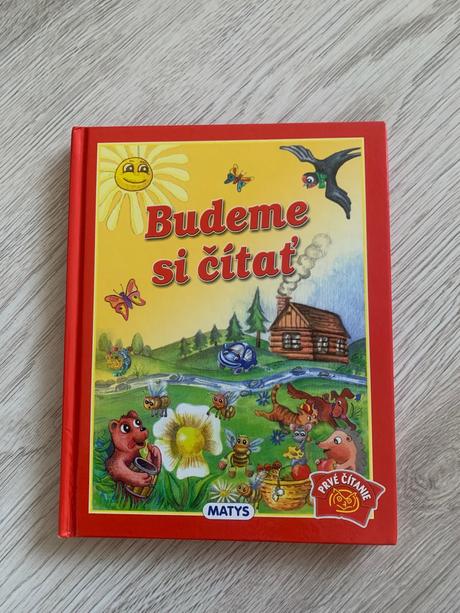 Budeme
si čítať
PRVÉ ČÍTANIE
MATYS